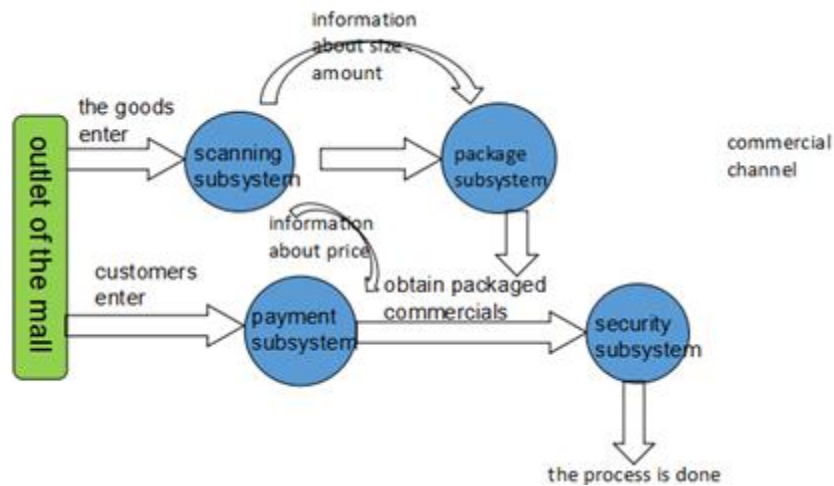 information
about size
amount
the goods
enter
scanning
subsystem
package
subsystem
commercial
channel
outlet of the mall
information
about price
customers
enter
obtain packaged
commercials
payment
subsystem
security
subsystem
the process is done